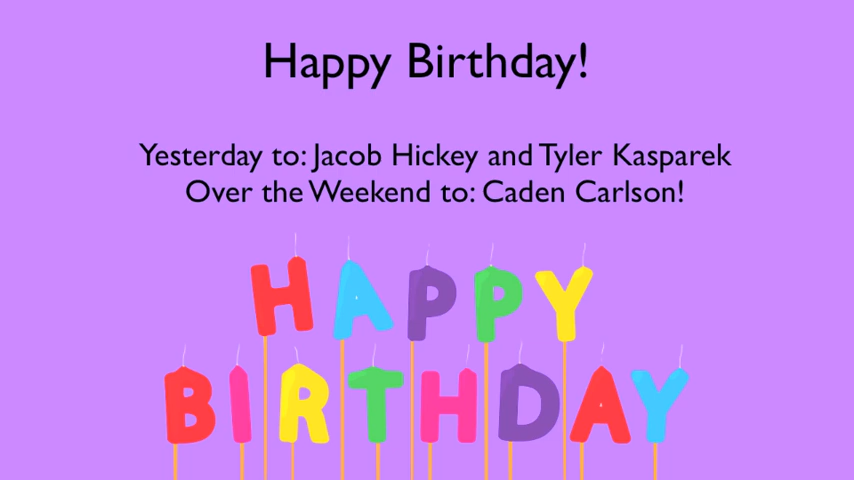 Happy Birthday!
Yesterday to: Jacob Hickey and Tyler Kasparek
Over the Weekend to: Caden Carlson!
HAPPY
BIRTHDAY